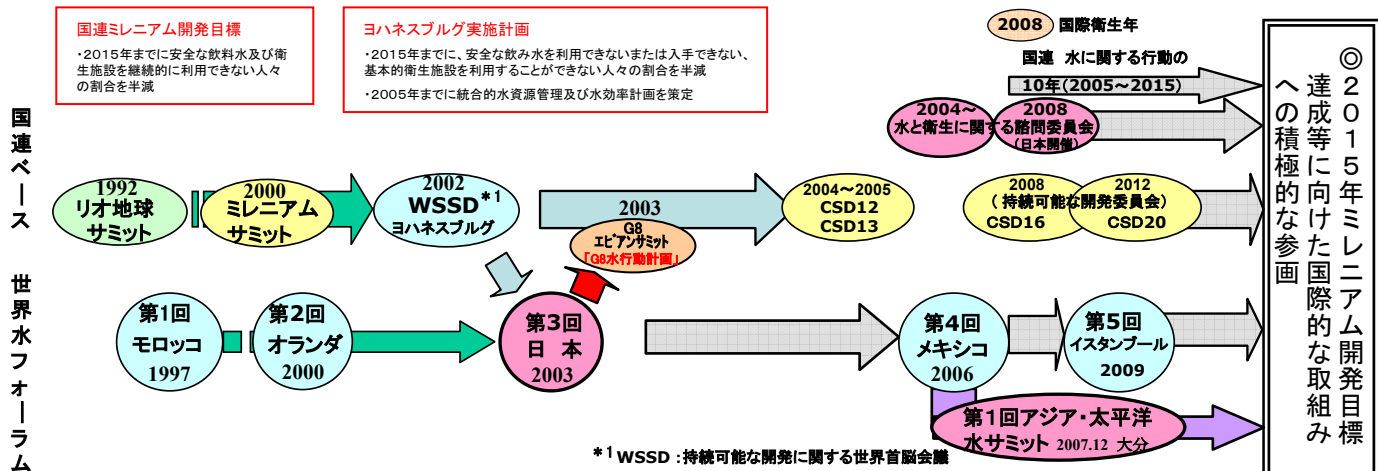 国連ミレニアム開発目標
・2015年までに安全な飲料水及び衛
生施設を継続的に利用できない人々
の割合を半減
ヨハネスブルグ実施計画
・2015年までに、安全な飲み水を利用できないまたは入手できない、
基本的衛生施設を利用することができない人々の割合を減
・2005年までに統合的水資源管理及び水効率計画を策定
2008 国際衛生年
国連 水に関する行動の
10年(2005~2015)
2004~ 2008
水と衛生に関する諮問委員会
(日本開催)
国連ベース
1992
リオ地球
サミット
2000
ミレニアム
サミット
2002
WSSD*1
ヨハネスブルグ
2003
G8
エビアンサミット
「G8水行動計画」
2004~2005
CSD12
CSD13
2008 2012
(持続可能な開発委員会)
CSD16 CSD20
世界水フォーラム
第1回
モロッコ
1997
第2回
オランダ
2000
第3回
日 本
2003
第4回
メキシコ
2006
第5回
イスタンブール
2009
第1回アジア・太平洋
水サミット 2007.12 大分
*1 WSSD :持続可能な開発に関する世界首脳会議
◎2015年ミレニアム開発目標
達成等に向けた国際的な取組み
への積極的な参画